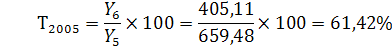 T₂₀₀₅ = Y₆/Y₅ × 100 = 405,11/659,48 × 100 = 61,42%